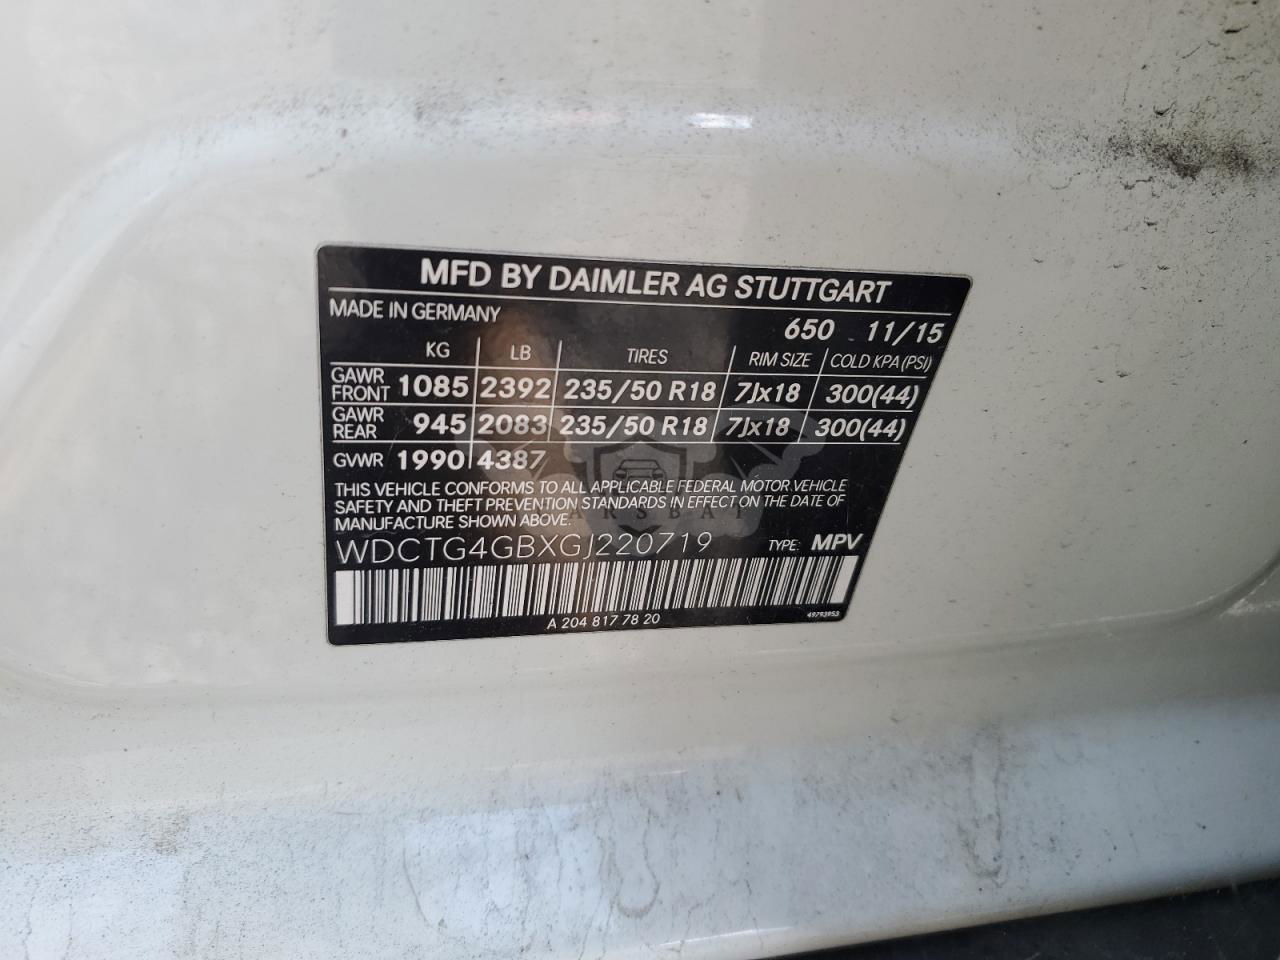 MFD BY DAIMLER AG STUTTGART
MADE IN GERMANY
650 11/15
KG LB TIRES RIM SIZE COLD KPA (PSI)
GAWR FRONT 1085 2392 235/50 R18 7Jx18 300(44)
GAWR REAR 945 2083 235/50 R18 7Jx18 300(44)
GVWR 1990 4387
THIS VEHICLE CONFORMS TO ALL APPLICABLE FEDERAL MOTOR VEHICLE
SAFETY AND THEFT PREVENTION STANDARDS IN EFFECT ON THE DATE OF
MANUFACTURE SHOWN ABOVE.
WDCTG4GBXGJ220719 TYPE: MPV
A 204 817 78 20
49793953